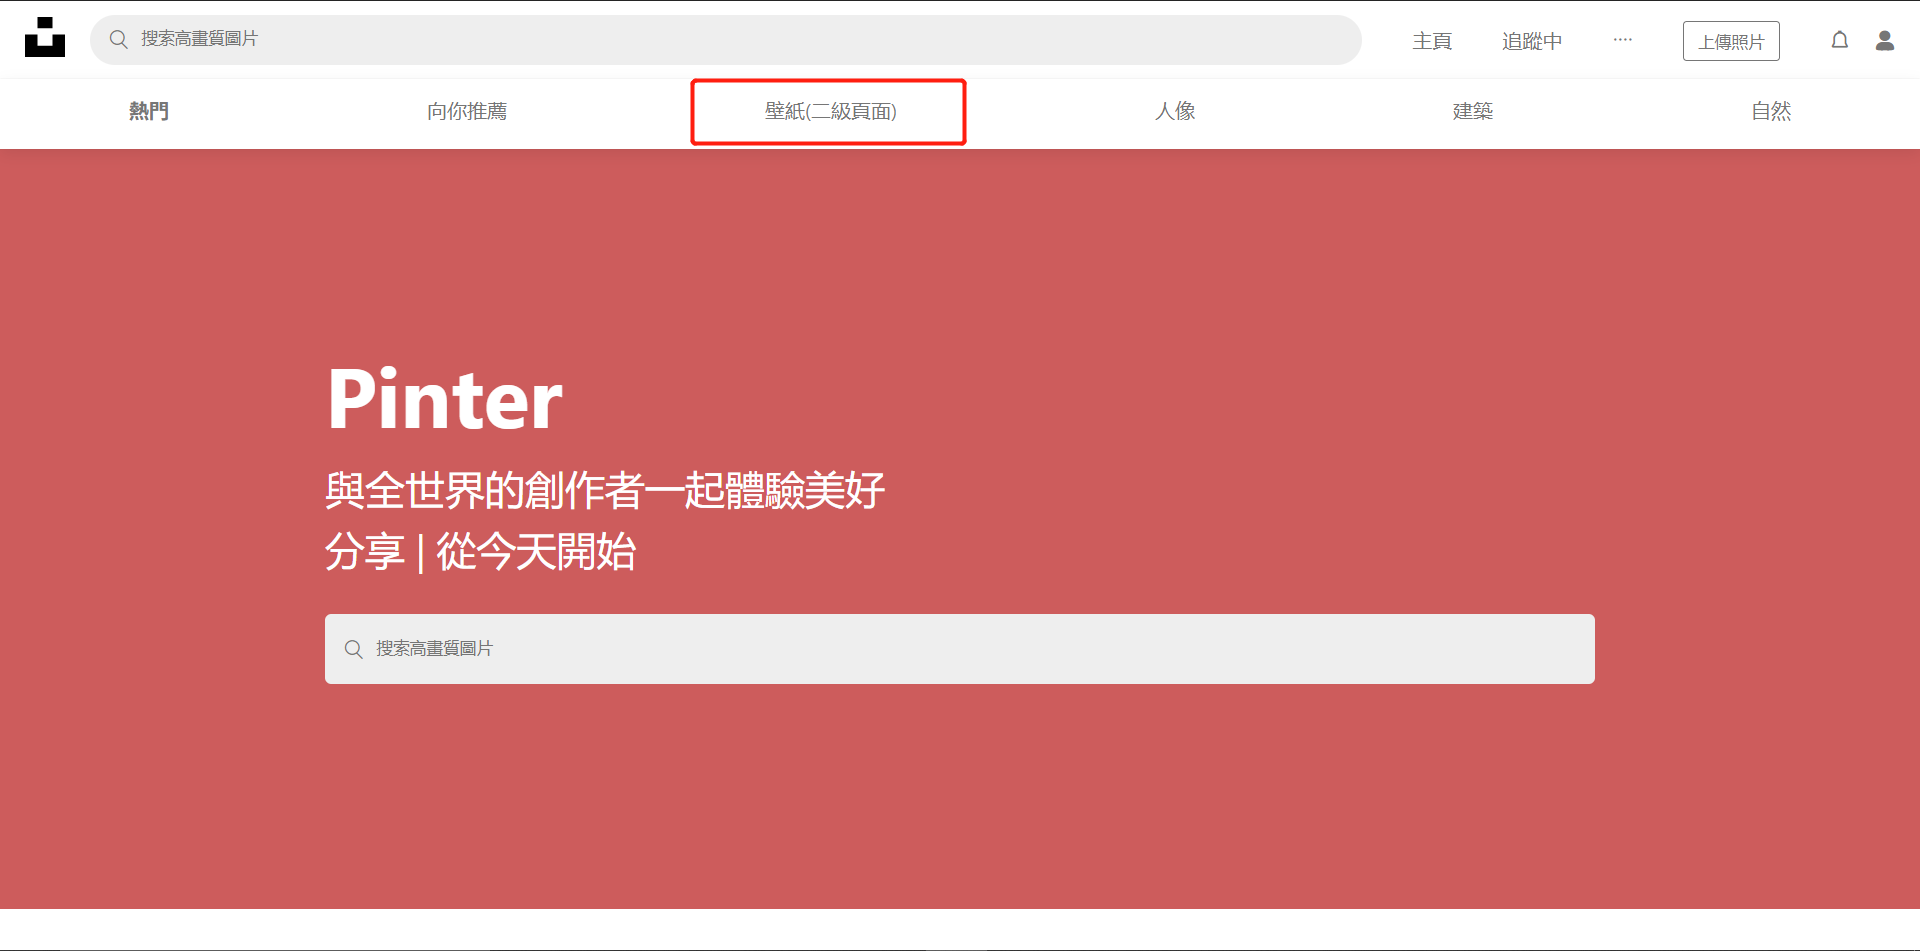 搜索高畫質圖片
主頁 追蹤中 ···· 上傳照片
熱門 向你推薦 壁紙(二級頁面) 人像 建築 自然
Pinter
與全世界的創作者一起體驗美好
分享 | 從今天開始
搜索高畫質圖片